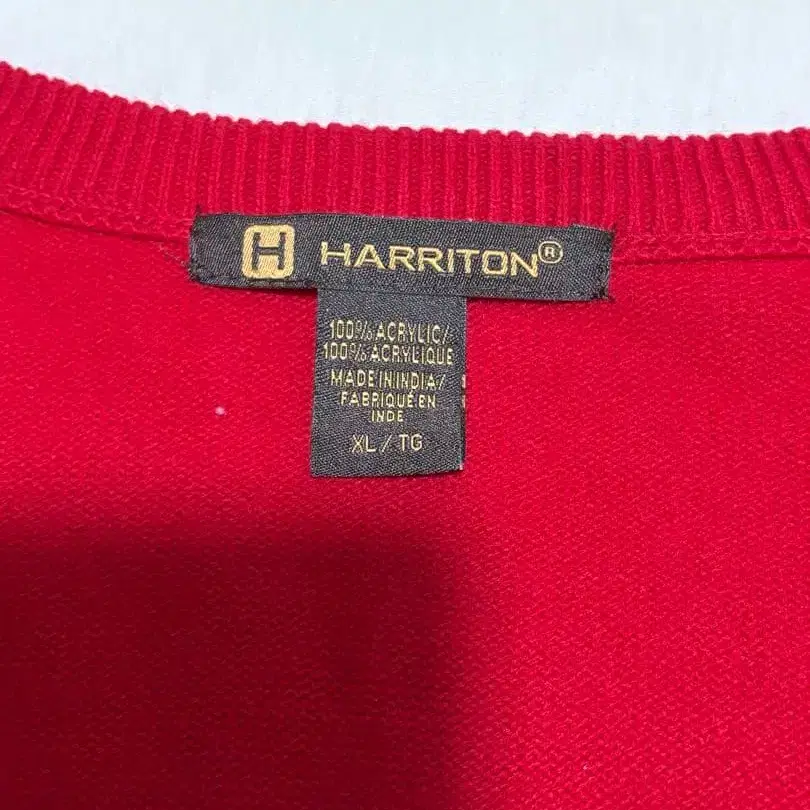 H HARRITON®
100% ACRYLIC/
100% ACRYLIQUE
MADE IN INDIA/
FABRIQUÉ EN
INDE
XL / TG